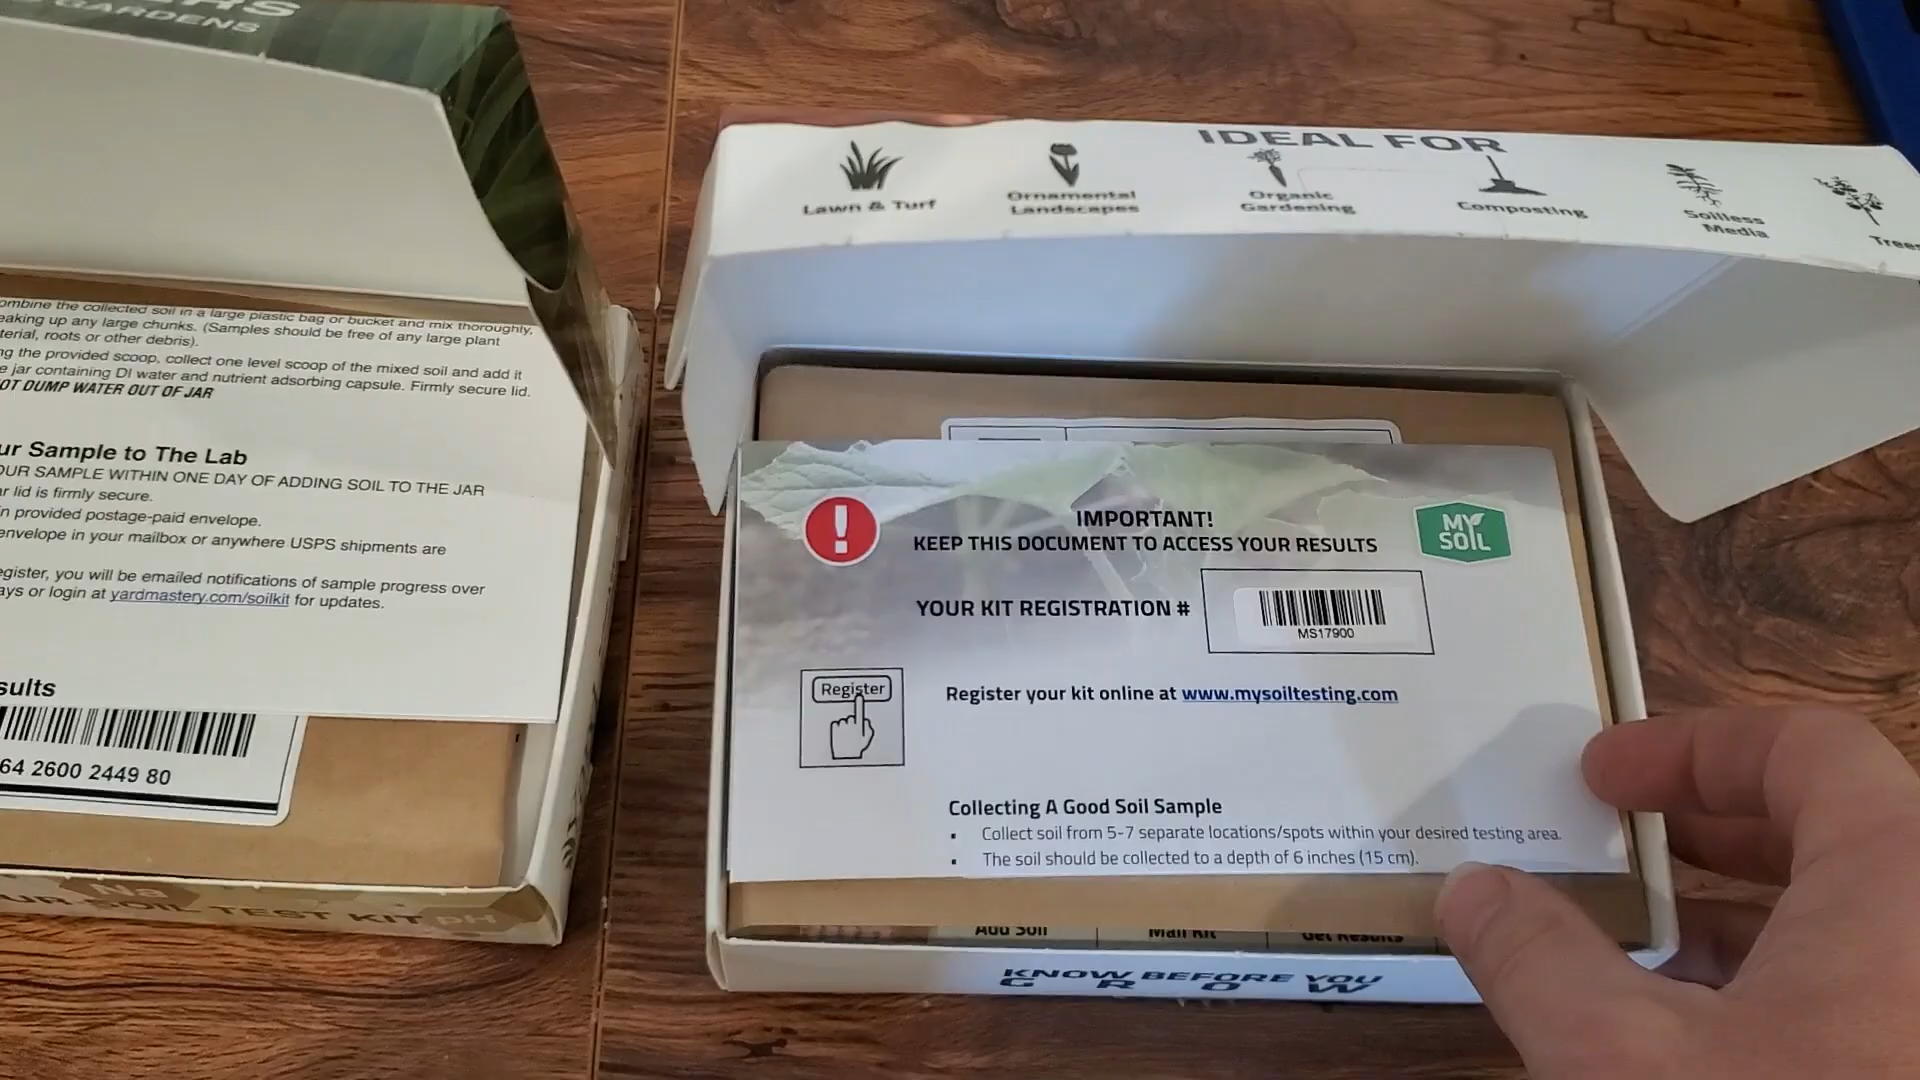 GARDENS
ombine the collected soil in a large plastic bag or bucket and mix thoroughly,
eaking up any large chunks. (Samples should be free of any large plant
terial, roots or other debris).
ng the provided scoop, collect one level scoop of the mixed soil and add it
e jar containing DI water and nutrient adsorbing capsule. Firmly secure lid.
OT DUMP WATER OUT OF JAR
ur Sample to The Lab
OUR SAMPLE WITHIN ONE DAY OF ADDING SOIL TO THE JAR
ar lid is firmly secure.
in provided postage-paid envelope.
envelope in your mailbox or anywhere USPS shipments are
egister, you will be emailed notifications of sample progress over
ays or login at yardmastery.com/soilkit for updates.
sults
64 2600 2449 80
Na
UR SOIL TEST KIT pH
IDEAL FOR
Lawn & Turf
Ornamental
Landscapes
Organic
Gardening
Composting
Soilless
Media
Trees
IMPORTANT!
KEEP THIS DOCUMENT TO ACCESS YOUR RESULTS
MY
SOIL
YOUR KIT REGISTRATION #
MS17900
Register
Register your kit online at www.mysoiltesting.com
Collecting A Good Soil Sample
▪ Collect soil from 5-7 separate locations/spots within your desired testing area.
▪ The soil should be collected to a depth of 6 inches (15 cm).
Add Soil
Mail Kit
Get Results
KNOW BEFORE YOU
GROW